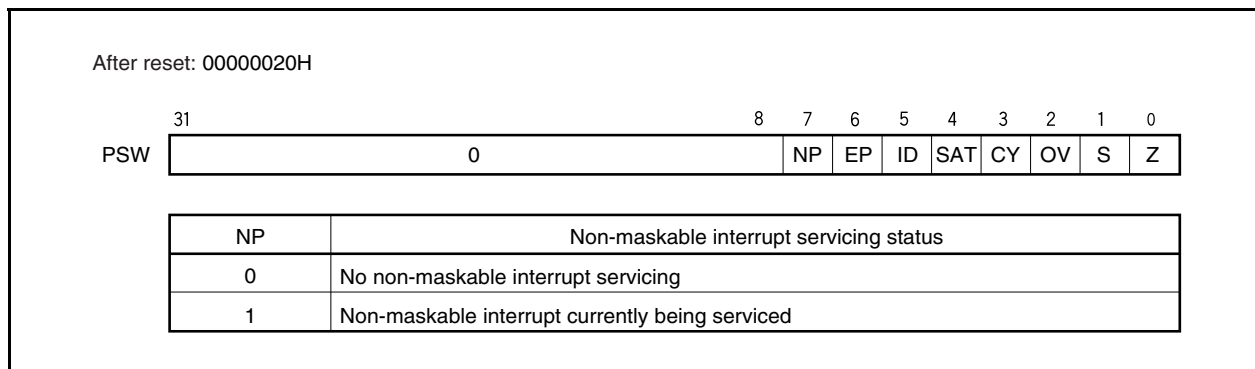 After reset: 00000020H
31 8 7 6 5 4 3 2 1 0
PSW 0 NP EP ID SAT CY OV S Z
NP Non-maskable interrupt servicing status
0 No non-maskable interrupt servicing
1 Non-maskable interrupt currently being serviced